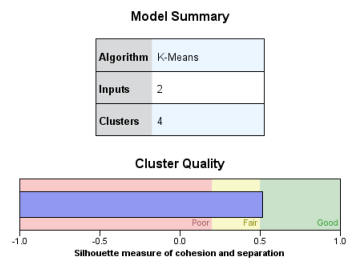 Model Summary
Algorithm K-Means
Inputs 2
Clusters 4
Cluster Quality
Poor Fair Good
-1.0 -0.5 0.0 0.5 1.0
Silhouette measure of cohesion and separation